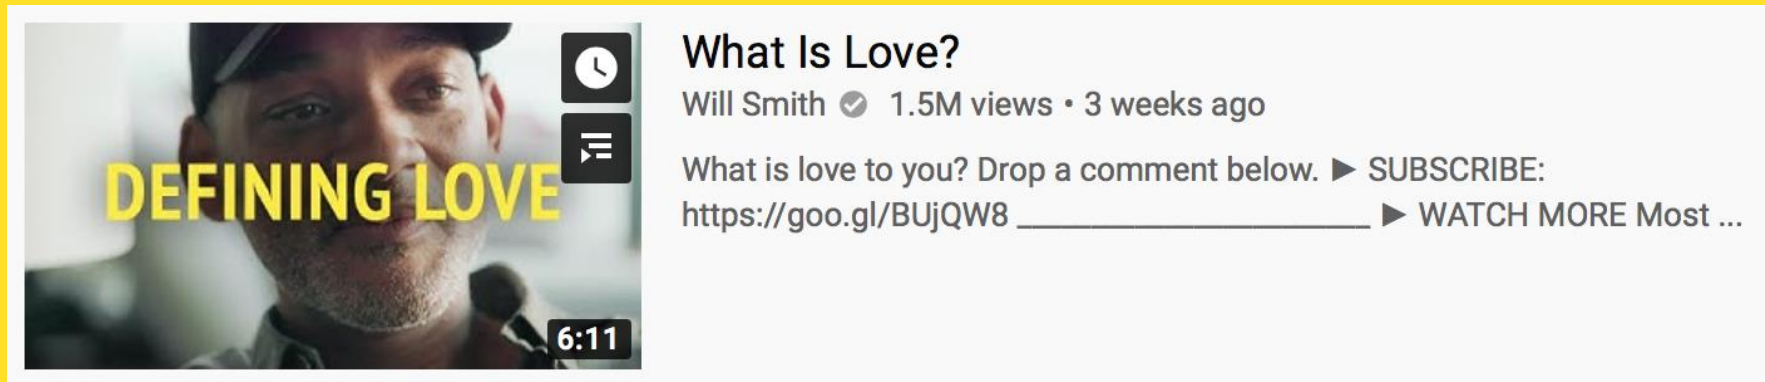 DEFINING LOVE
6:11
What Is Love?
Will Smith 1.5M views • 3 weeks ago
What is love to you? Drop a comment below. ► SUBSCRIBE:
https://goo.gl/BUjQW8 ____________________ ► WATCH MORE Most ...